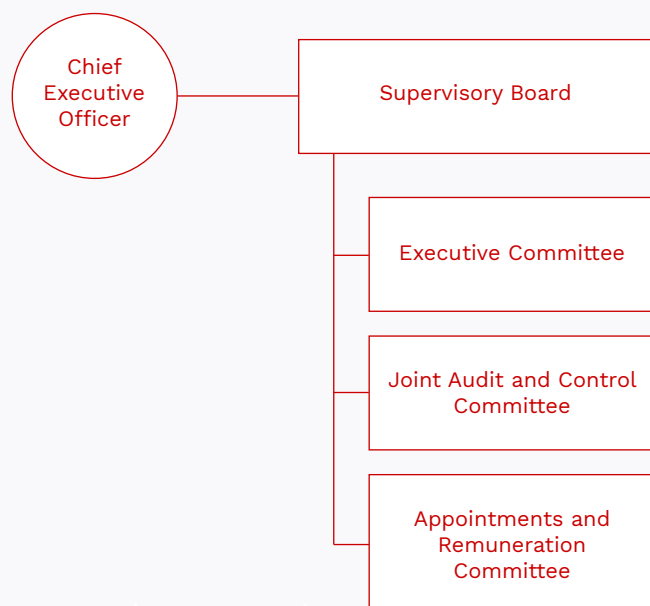 Chief
Executive
Officer
Supervisory Board
Executive Committee
Joint Audit and Control
Committee
Appointments and
Remuneration
Committee